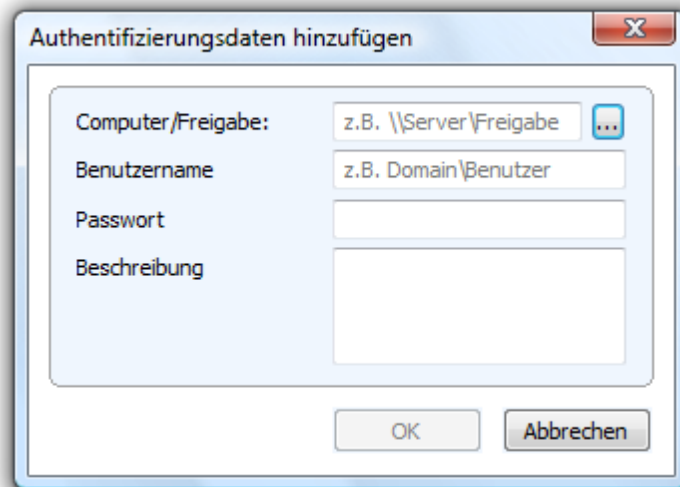 Authentifizierungsdaten hinzufügen
Computer/Freigabe: z.B. \\Server\Freigabe ...
Benutzername z.B. Domain\Benutzer
Passwort
Beschreibung
OK Abbrechen